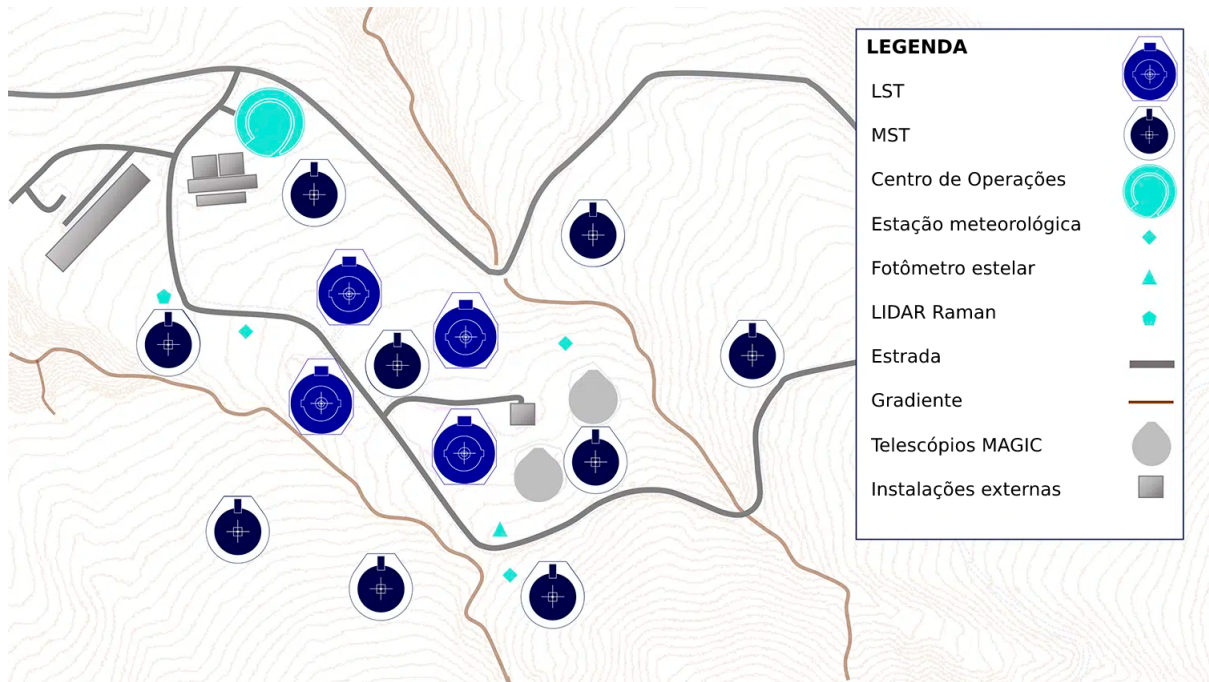 LEGENDA
LST
MST
Centro de Operações
Estação meteorológica
Fotômetro estelar
LIDAR Raman
Estrada
Gradiente
Telescópios MAGIC
Instalações externas